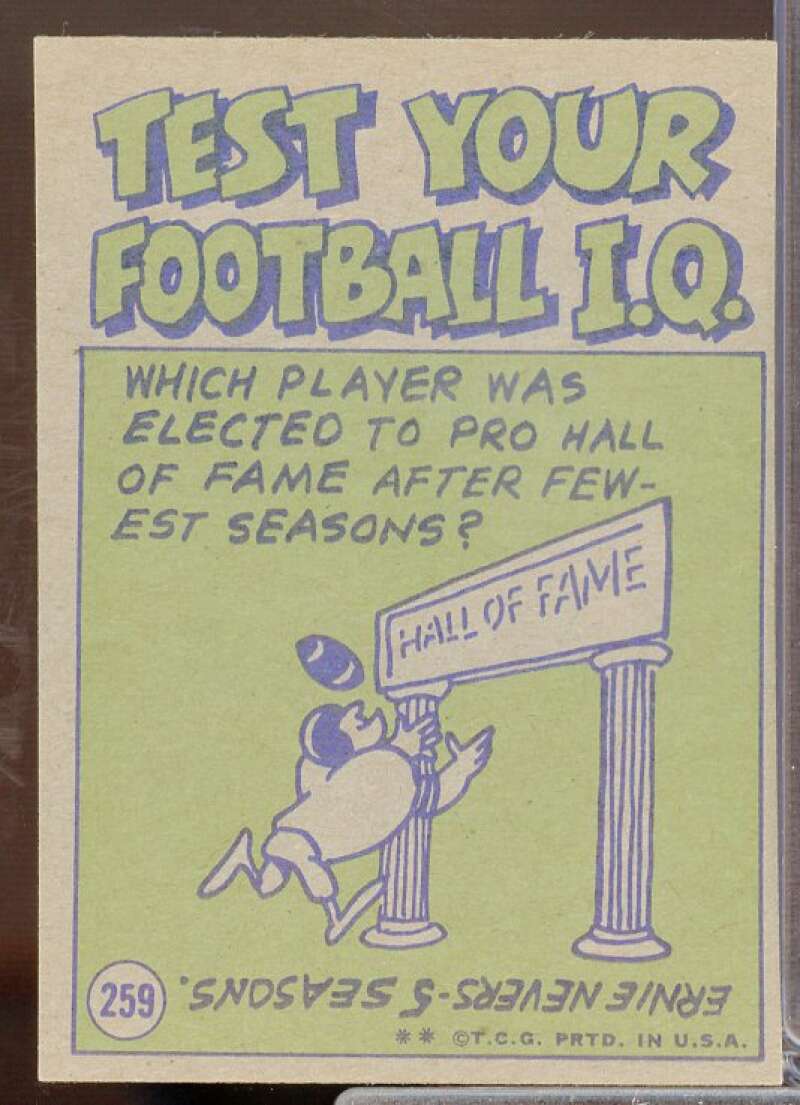 TEST YOUR
FOOTBALL I.Q.
WHICH PLAYER WAS
ELECTED TO PRO HALL
OF FAME AFTER FEW-
EST SEASONS?
HALL OF FAME
ERNIE NEVERS-5 SEASONS.
259
** ©T.C.G. PRTD. IN U.S.A.